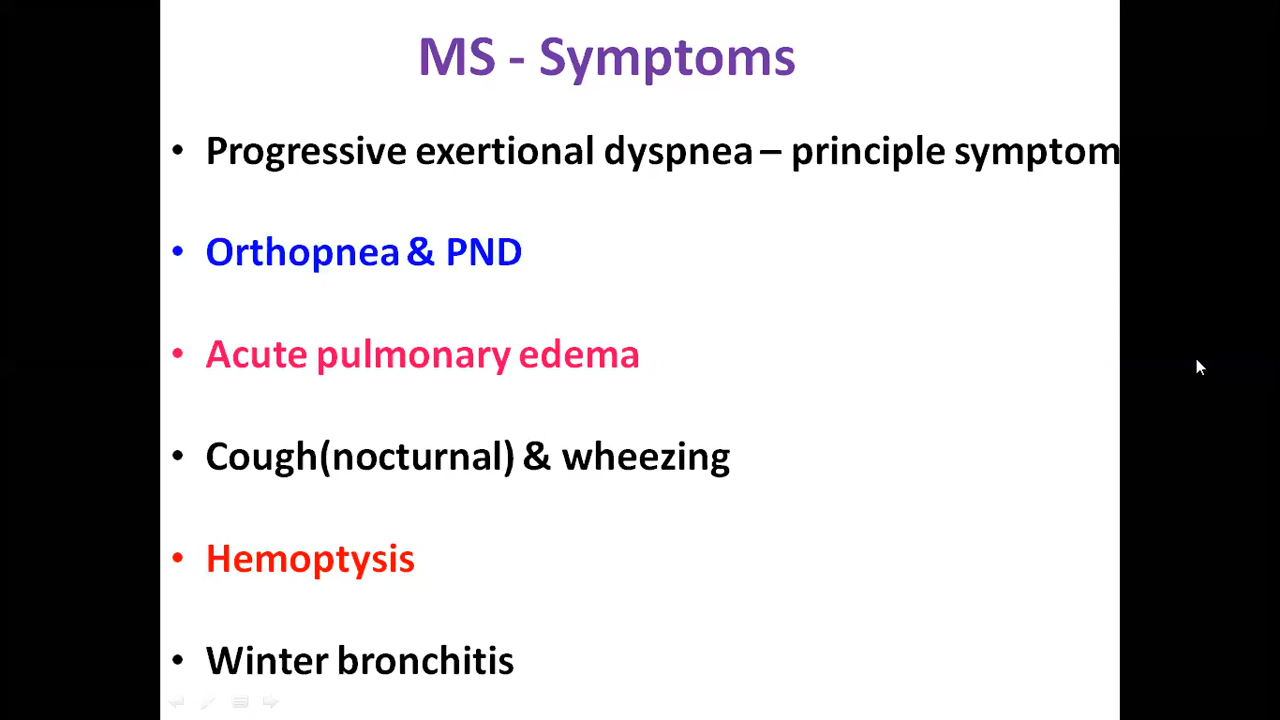 MS - Symptoms
• Progressive exertional dyspnea – principle symptom
• Orthopnea & PND
• Acute pulmonary edema
• Cough(nocturnal) & wheezing
• Hemoptysis
• Winter bronchitis